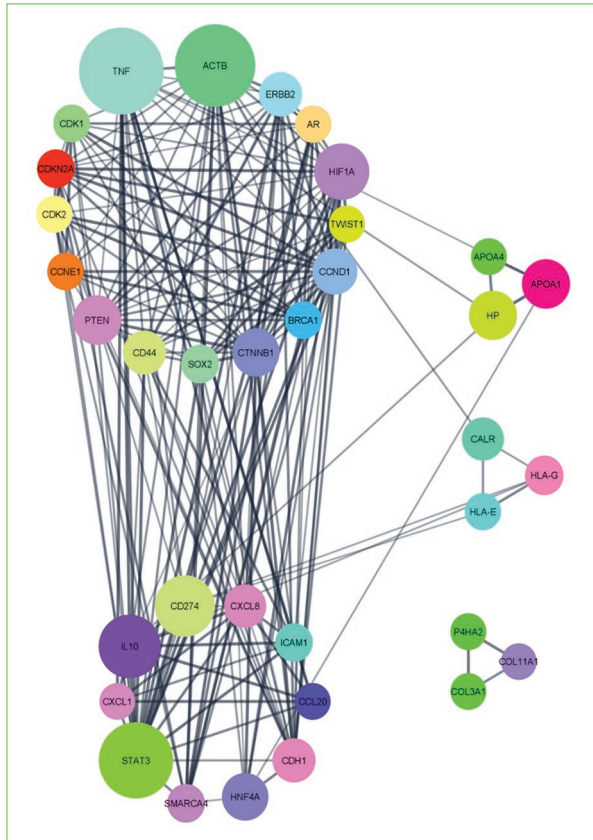 TNF
ACTB
ERBB2
CDK1
AR
CDKN2A
HIF1A
CDK2
TWIST1
CCNE1
CCND1
PTEN
BRCA1
CD44
SOX2
CTNNB1
APOA4
APOA1
HP
CALR
HLA-G
HLA-E
CD274
CXCL8
IL10
ICAM1
P4HA2
COL11A1
COL3A1
CXCL1
CCL20
STAT3
CDH1
SMARCA4
HNF4A